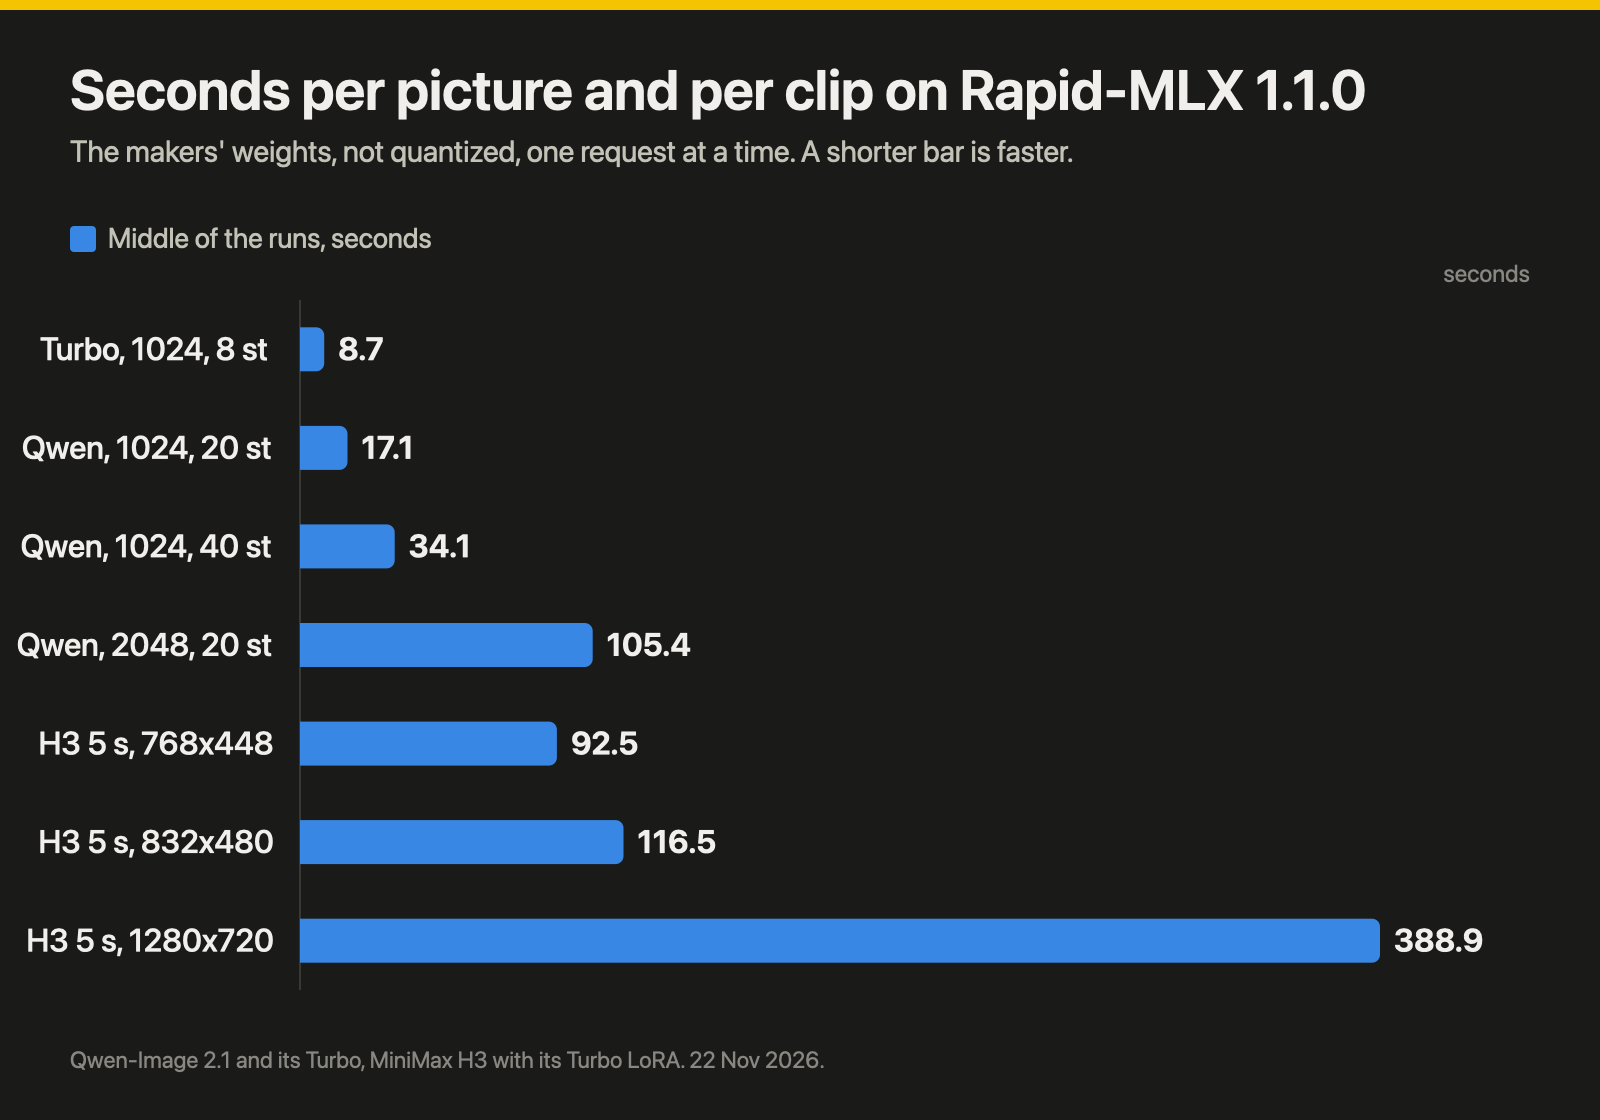 Seconds per picture and per clip on Rapid-MLX 1.1.0
The makers' weights, not quantized, one request at a time. A shorter bar is faster.
Middle of the runs, seconds
seconds
Turbo, 1024, 8 st 8.7
Qwen, 1024, 20 st 17.1
Qwen, 1024, 40 st 34.1
Qwen, 2048, 20 st 105.4
H3 5 s, 768x448 92.5
H3 5 s, 832x480 116.5
H3 5 s, 1280x720 388.9
Qwen-Image 2.1 and its Turbo, MiniMax H3 with its Turbo LoRA. 22 Nov 2026.